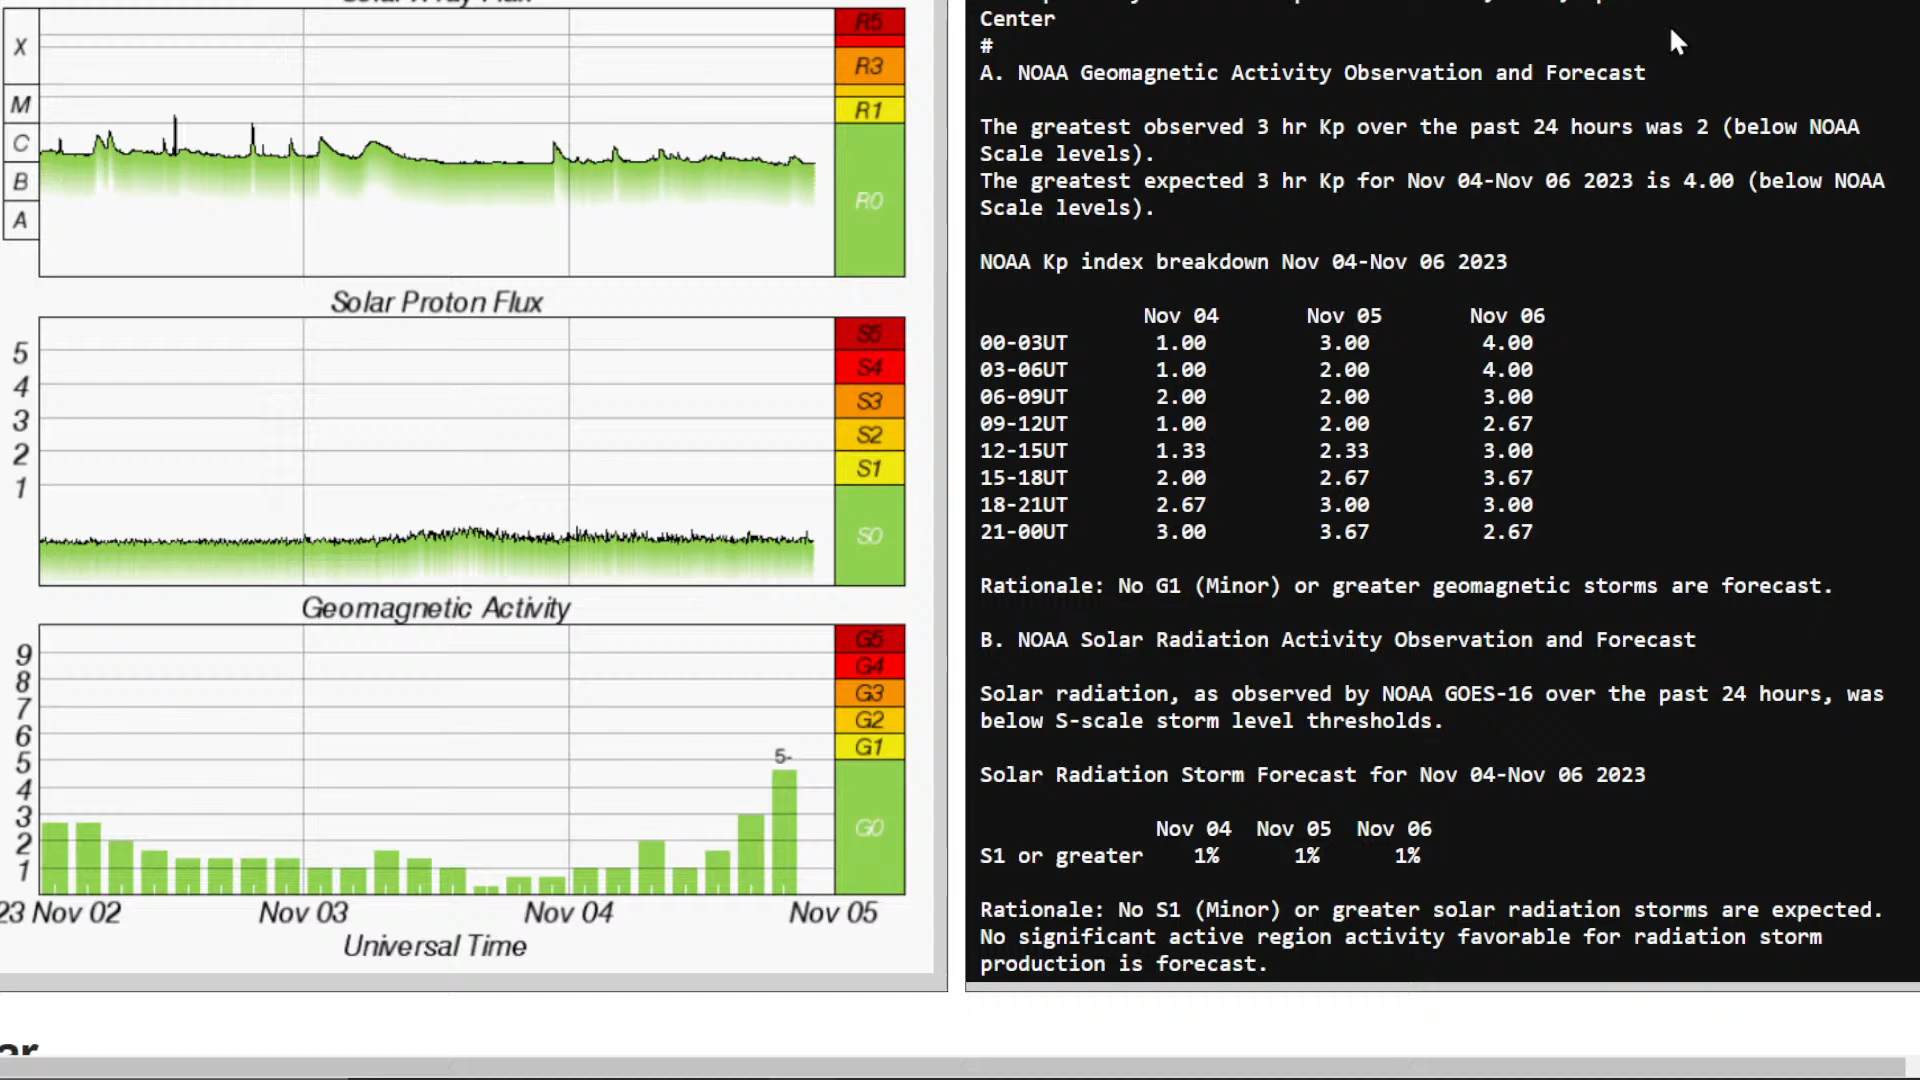 X
M
C
B
A
R5
R3
R1
R0
Solar Proton Flux
5
4
3
2
1
S5
S4
S3
S2
S1
S0
Geomagnetic Activity
9
8
7
6
5
4
3
2
1
5-
G5
G4
G3
G2
G1
G0
23 Nov 02 Nov 03 Nov 04 Nov 05
Universal Time
Center
#
A. NOAA Geomagnetic Activity Observation and Forecast
The greatest observed 3 hr Kp over the past 24 hours was 2 (below NOAA
Scale levels).
The greatest expected 3 hr Kp for Nov 04-Nov 06 2023 is 4.00 (below NOAA
Scale levels).
NOAA Kp index breakdown Nov 04-Nov 06 2023
Nov 04 Nov 05 Nov 06
00-03UT 1.00 3.00 4.00
03-06UT 1.00 2.00 4.00
06-09UT 2.00 2.00 3.00
09-12UT 1.00 2.00 2.67
12-15UT 1.33 2.33 3.00
15-18UT 2.00 2.67 3.67
18-21UT 2.67 3.00 3.00
21-00UT 3.00 3.67 2.67
Rationale: No G1 (Minor) or greater geomagnetic storms are forecast.
B. NOAA Solar Radiation Activity Observation and Forecast
Solar radiation, as observed by NOAA GOES-16 over the past 24 hours, was
below S-scale storm level thresholds.
Solar Radiation Storm Forecast for Nov 04-Nov 06 2023
Nov 04 Nov 05 Nov 06
S1 or greater 1% 1% 1%
Rationale: No S1 (Minor) or greater solar radiation storms are expected.
No significant active region activity favorable for radiation storm
production is forecast.